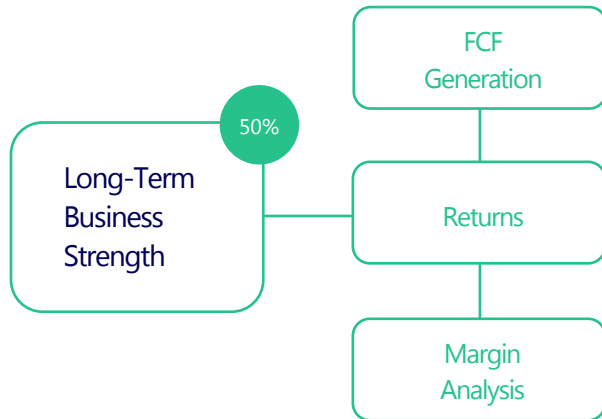 50%
Long-Term
Business
Strength
FCF
Generation
Returns
Margin
Analysis